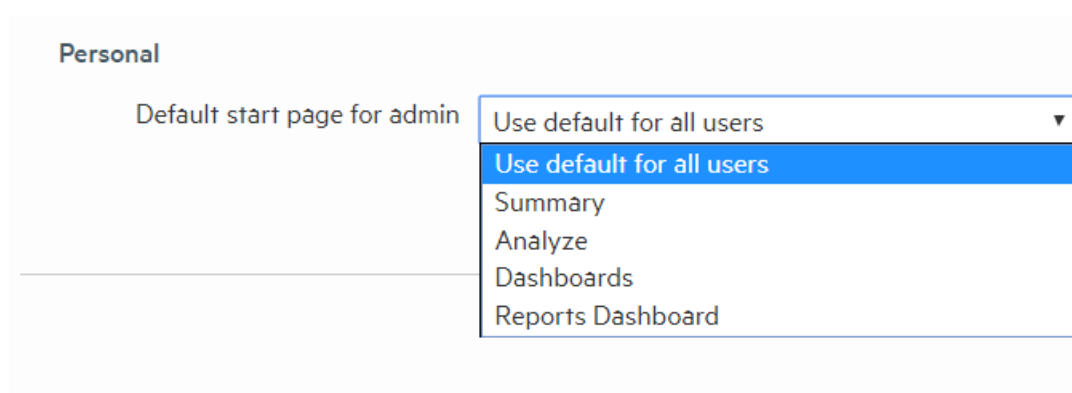 Personal
Default start page for admin
Use default for all users
Use default for all users
Summary
Analyze
Dashboards
Reports Dashboard